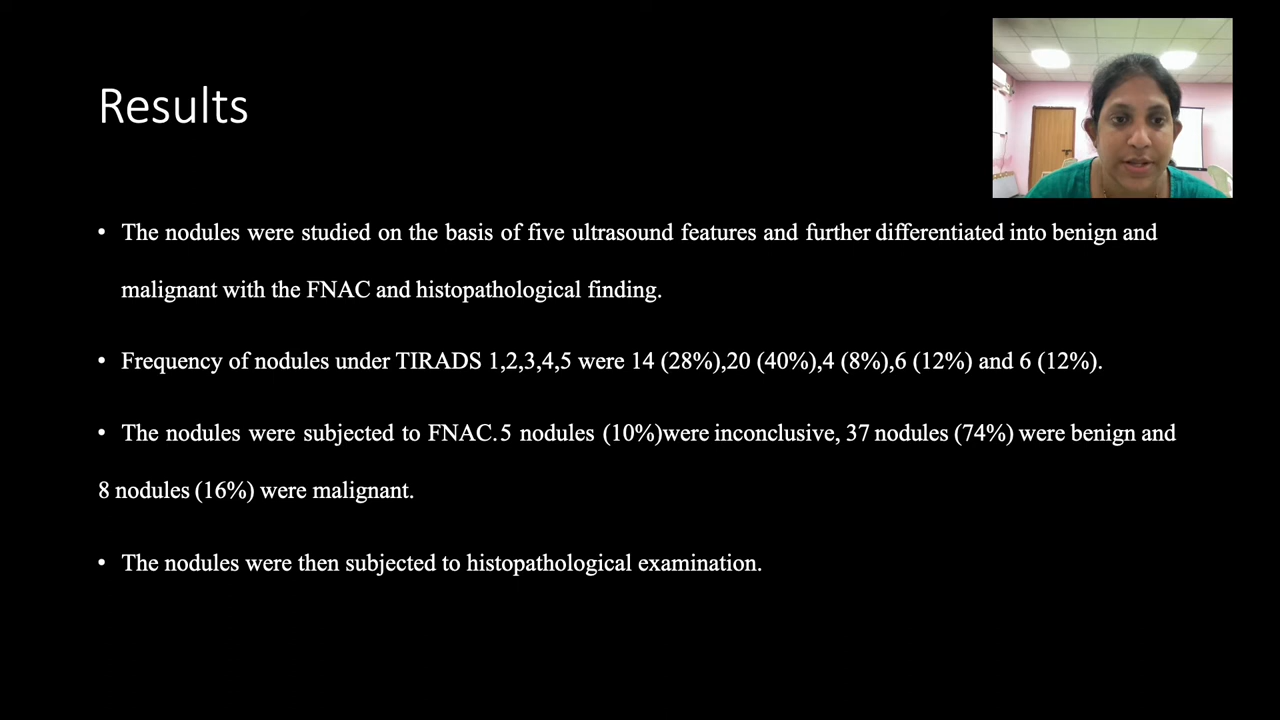 Results
• The nodules were studied on the basis of five ultrasound features and further differentiated into benign and
malignant with the FNAC and histopathological finding.
• Frequency of nodules under TIRADS 1,2,3,4,5 were 14 (28%),20 (40%),4 (8%),6 (12%) and 6 (12%).
• The nodules were subjected to FNAC. 5 nodules (10%)were inconclusive, 37 nodules (74%) were benign and
8 nodules (16%) were malignant.
• The nodules were then subjected to histopathological examination.